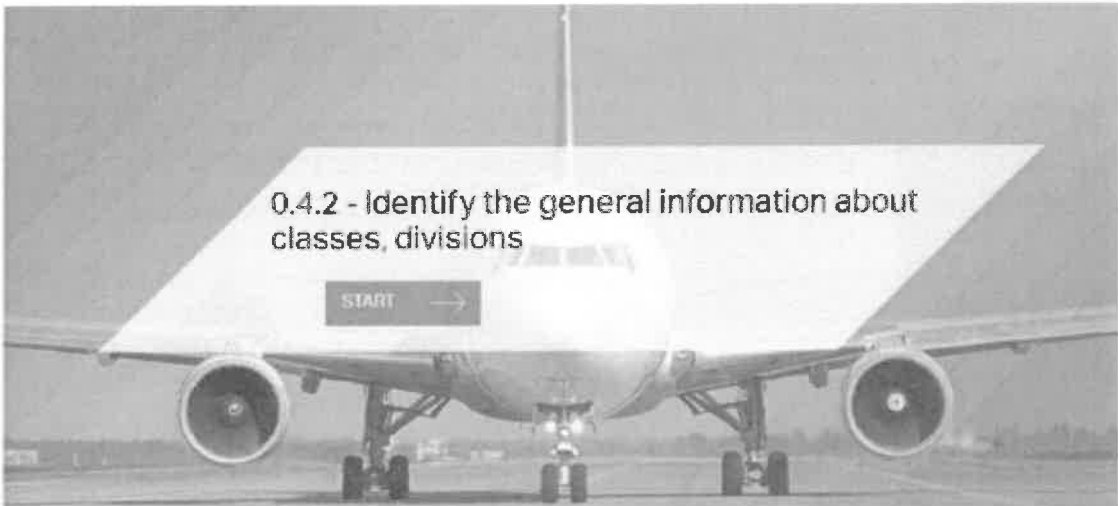 0.4.2 - Identify the general information about
classes, divisions
START